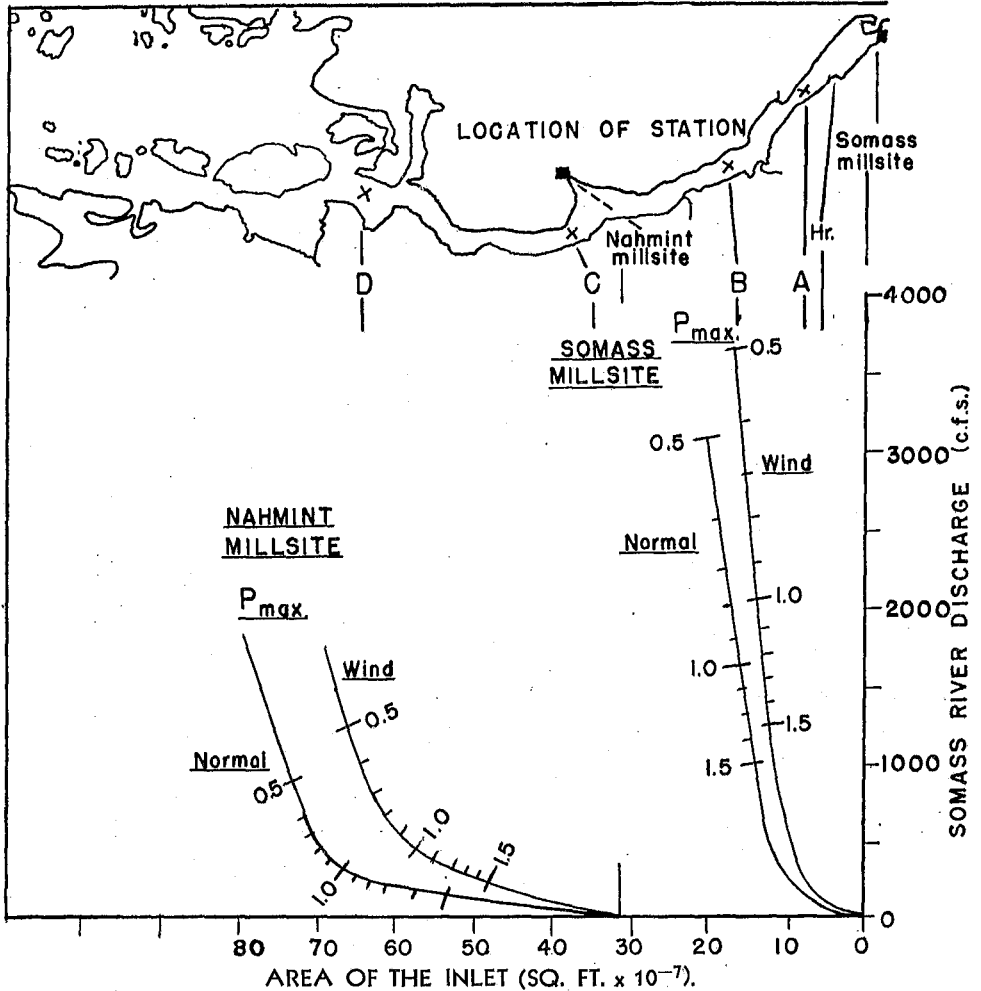 LOCATION OF STATION
Somass
millsite
Hr.
Nahmint
millsite
D
C
B
A
4000
Pmax.
0.5
SOMASS
MILLSITE
0.5
3000
Wind
NAHMINT
MILLSITE
Normal
Pmax.
1.0
2000
Wind
1.0
0.5
1.5
Normal
1.5
1000
0.5
1.0
1.5
1.0
0
80 70 60 50 40 30 20 10 0
AREA OF THE INLET (SQ. FT. x 10⁻⁷).
SOMASS RIVER DISCHARGE (c.f.s.)